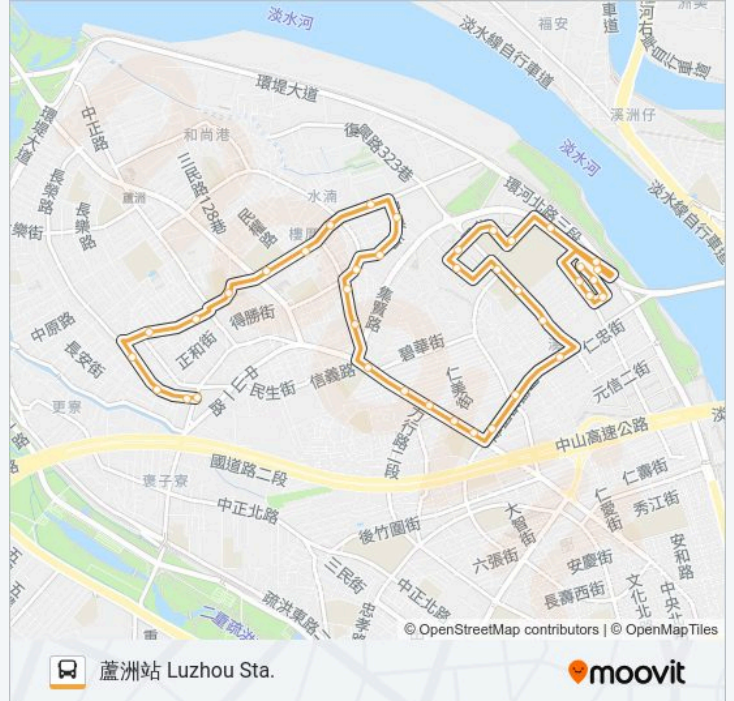 淡水河
福安
洲美
車道
淡水線自行車道
環堤大道
溪洲仔
中正路
和尚港
復興路323巷
環堤大道
淡水河
三民路128巷
長榮路
蘆洲
水湳
環河北路三段
淡水線自行車道
長樂路
樂街
民權路
集賢路
得勝街
中原路
正和街
仁忠街
長安街
碧華街
中山一路
民生街
信義路
仁義街
元信二街
更寮
中山高速公路
國道路二段
仁壽街
褒子寮
中正北路
仁愛街
秀江街
大智街
後竹圍街
六張街
安慶街
安和路
三民街
中正北路
長壽西街
文化北
中央北
疏洪東路二
忠孝路
二重疏洪
重
五
© OpenStreetMap contributors | © OpenMapTiles
蘆洲站 Luzhou Sta.
moovit